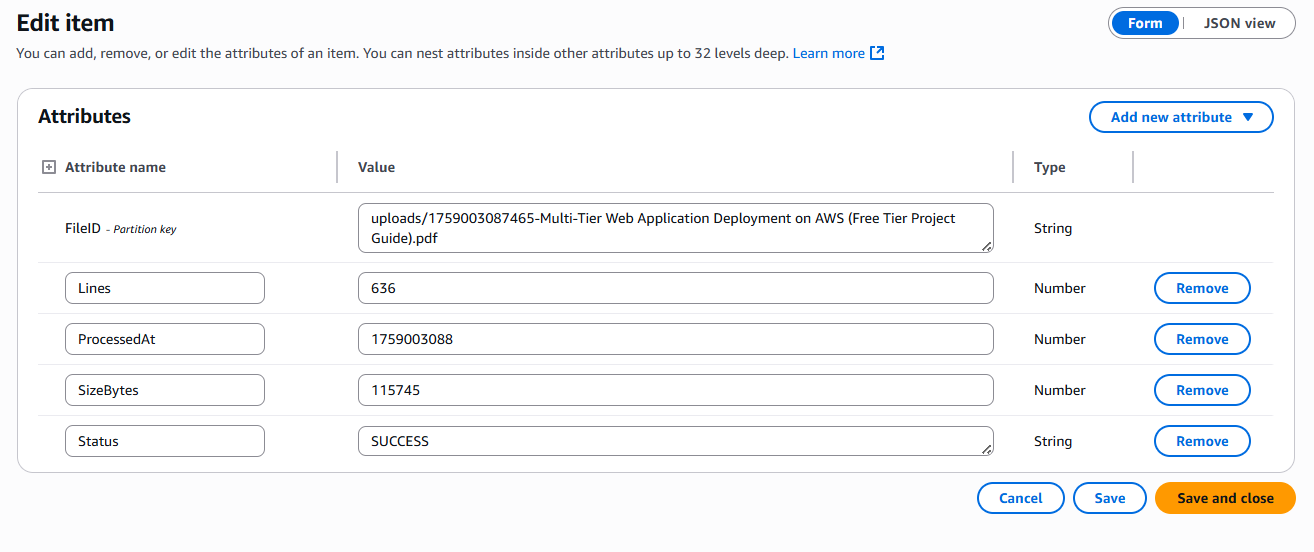 Edit item
Form
JSON view
You can add, remove, or edit the attributes of an item. You can nest attributes inside other attributes up to 32 levels deep. Learn more
Attributes
Add new attribute
Attribute name
Value
Type
FileID - Partition key
uploads/1759003087465-Multi-Tier Web Application Deployment on AWS (Free Tier Project
Guide).pdf
String
Lines
636
Number
Remove
ProcessedAt
1759003088
Number
Remove
SizeBytes
115745
Number
Remove
Status
SUCCESS
String
Remove
Cancel
Save
Save and close